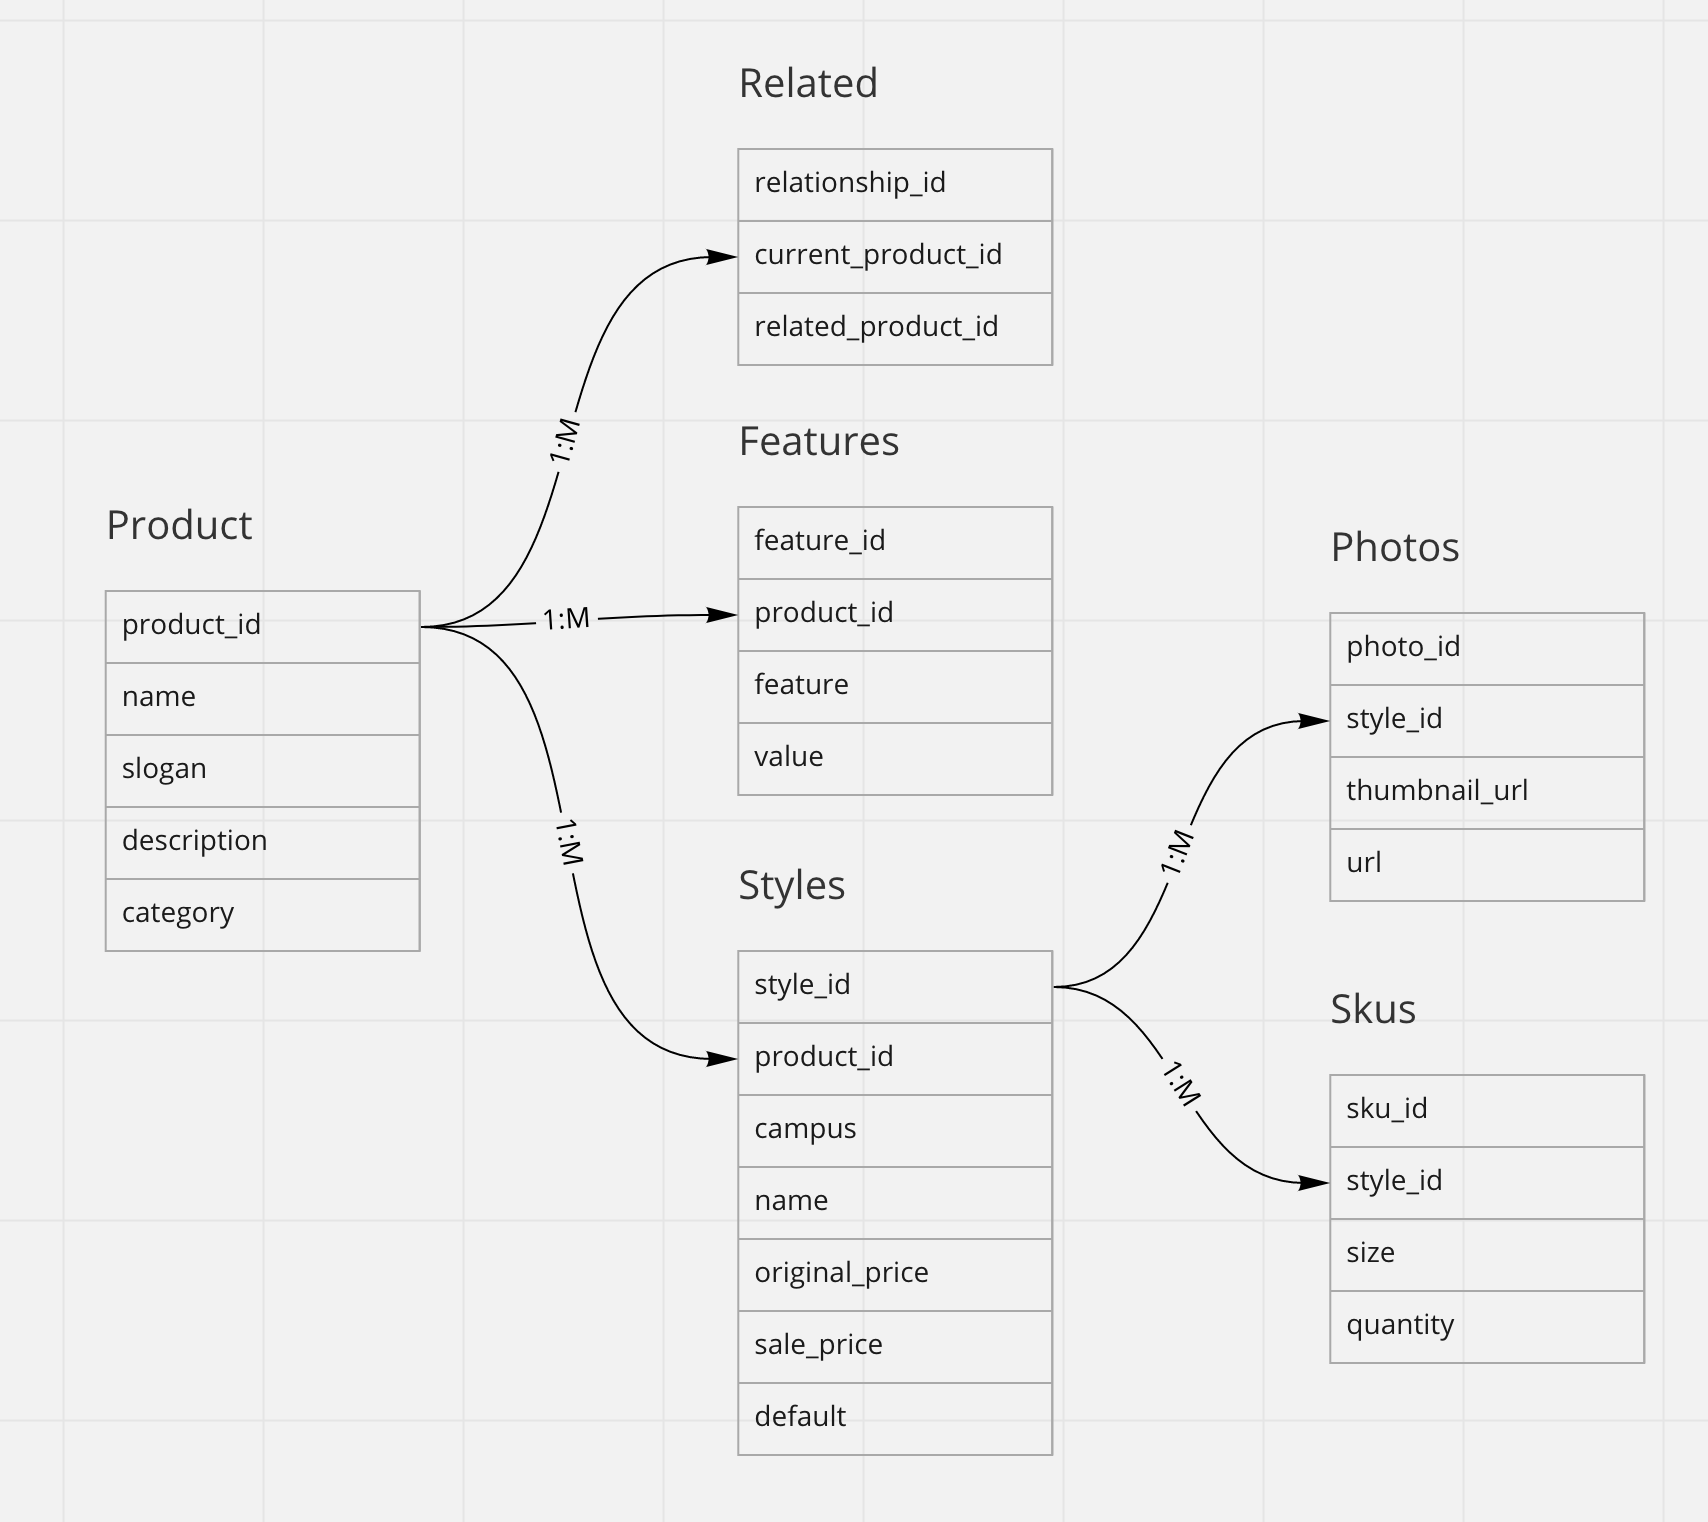 Related
relationship_id
current_product_id
related_product_id
1:M
Features
feature_id
product_id
feature
value
1:M
Product
product_id
name
slogan
description
category
1:M
Styles
style_id
product_id
campus
name
original_price
sale_price
default
Photos
photo_id
style_id
thumbnail_url
url
1:M
Skus
sku_id
style_id
size
quantity
1:M